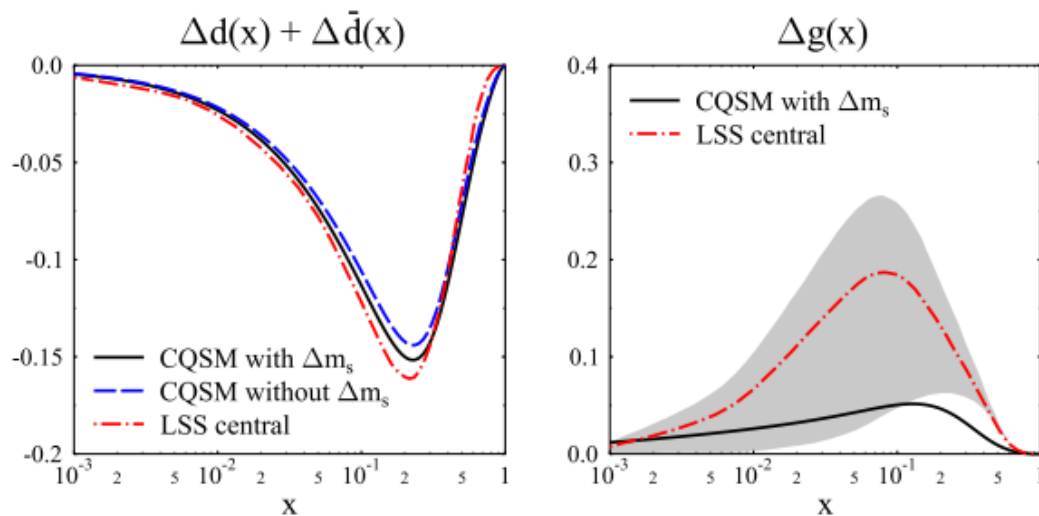 Δd(x) + Δd̄(x)
0.0
-0.05
-0.1
-0.15
-0.2
CQSM with Δmₛ
CQSM without Δmₛ
LSS central
10⁻³ 2 5 10⁻² 2 5 10⁻¹ 2 5 1
x
Δg(x)
0.4
0.3
0.2
0.1
0.0
CQSM with Δmₛ
LSS central
10⁻³ 2 5 10⁻² 2 5 10⁻¹ 2 5 1
x